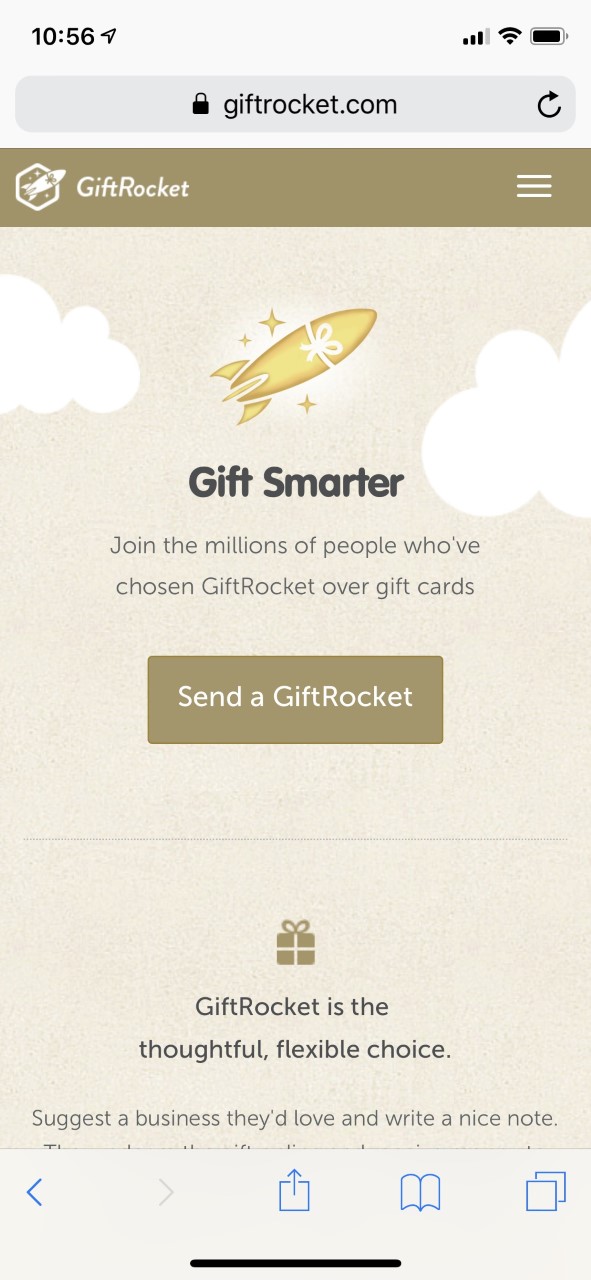 10:56
giftrocket.com
GiftRocket
Gift Smarter
Join the millions of people who've
chosen GiftRocket over gift cards
Send a GiftRocket
GiftRocket is the
thoughtful, flexible choice.
Suggest a business they'd love and write a nice note.